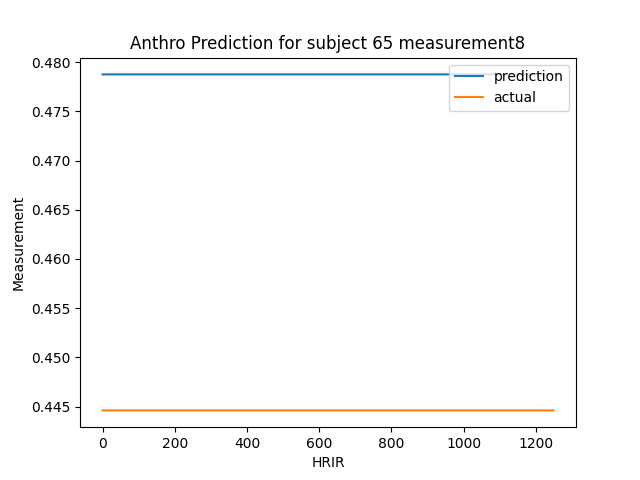 Anthro Prediction for subject 65 measurement8
prediction
actual
0.480
0.475
0.470
0.465
0.460
0.455
0.450
0.445
Measurement
0 200 400 600 800 1000 1200
HRIR